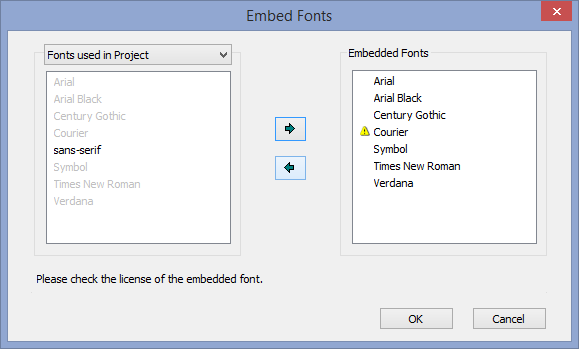 Embed Fonts
Fonts used in Project
Arial
Arial Black
Century Gothic
Courier
sans-serif
Symbol
Times New Roman
Verdana
Embedded Fonts
Arial
Arial Black
Century Gothic
Courier
Symbol
Times New Roman
Verdana
Please check the license of the embedded font.
OK
Cancel